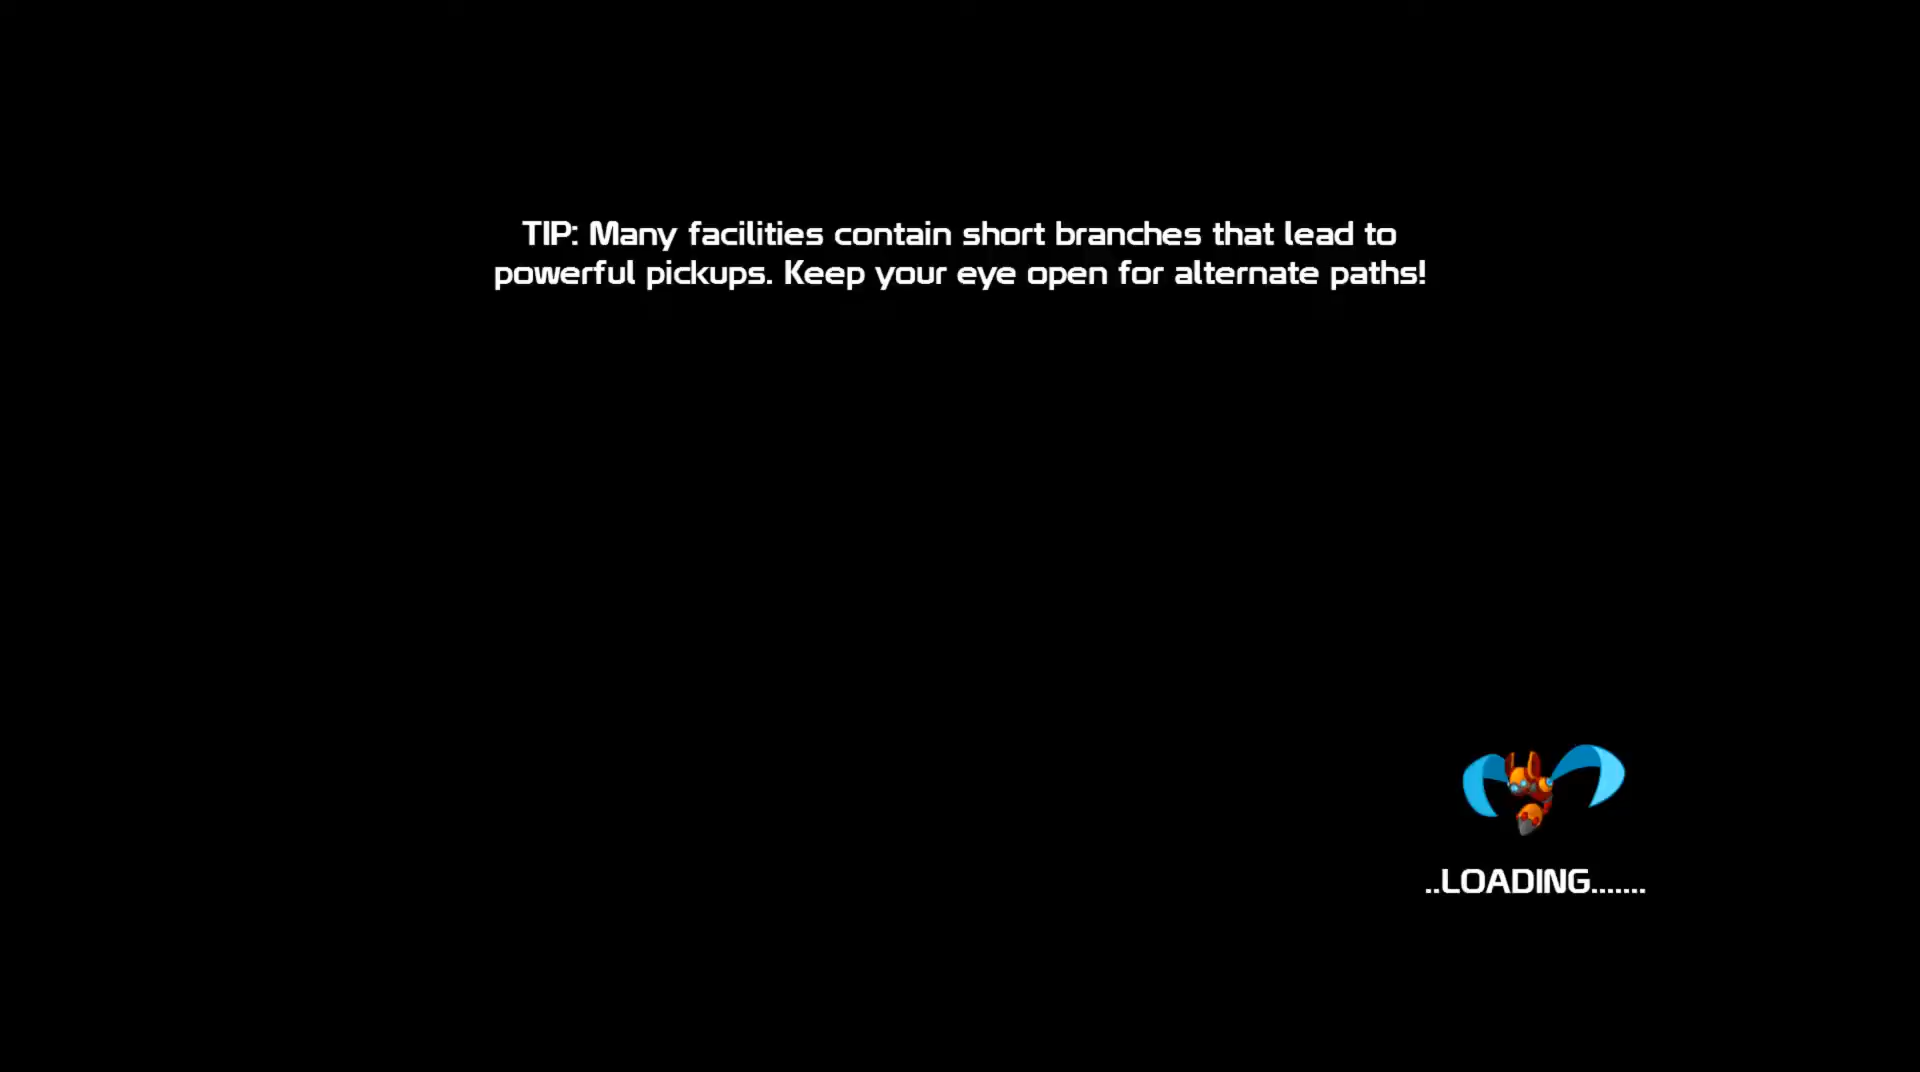 TIP: Many facilities contain short branches that lead to
powerful pickups. Keep your eye open for alternate paths!
..LOADING.......